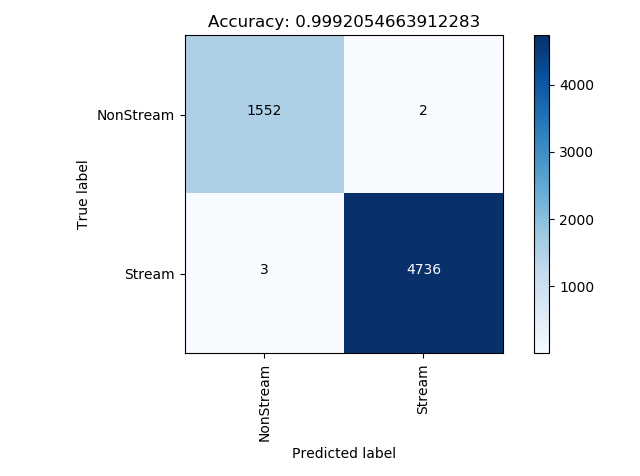 Accuracy: 0.9992054663912283
NonStream
1552
2
Stream
3
4736
True label
NonStream
Stream
Predicted label
4000
3000
2000
1000